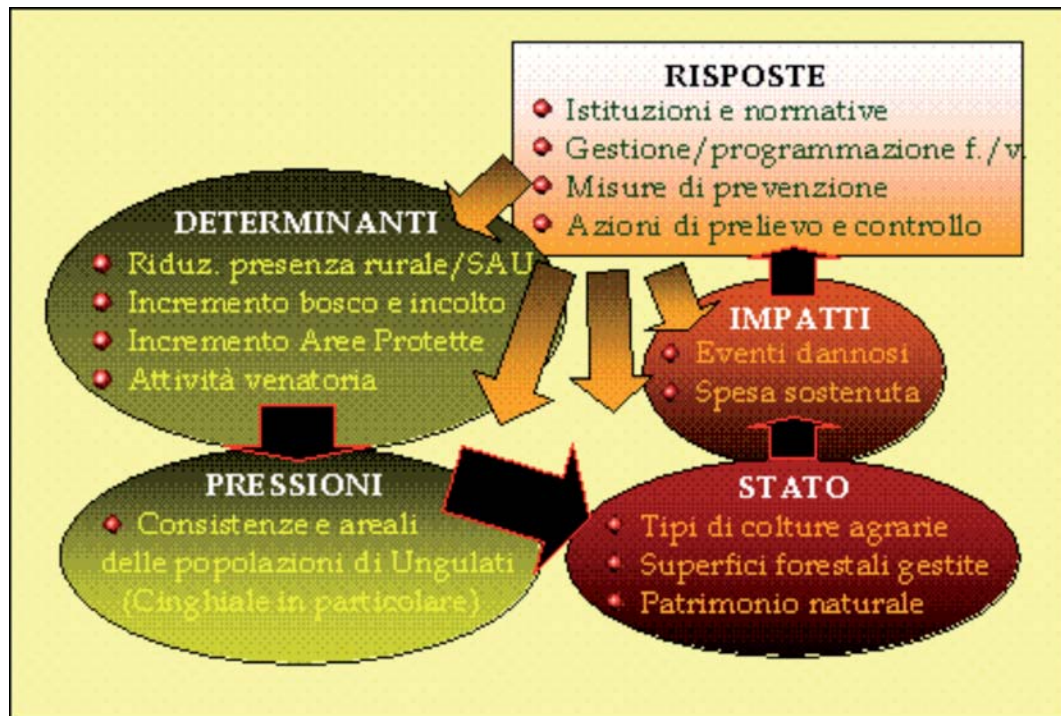 RISPOSTE
Istituzioni e normative
Gestione/programmazione f./v.
Misure di prevenzione
Azioni di prelievo e controllo
DETERMINANTI
Riduz. presenza rurale/SAU
Incremento bosco e incolto
Incremento Aree Protette
Attività venatoria
IMPATTI
Eventi dannosi
Spesa sostenuta
PRESSIONI
Consistenze e areali
delle popolazioni di Ungulati
(Cinghiale in particolare)
STATO
Tipi di colture agrarie
Superfici forestali gestite
Patrimonio naturale